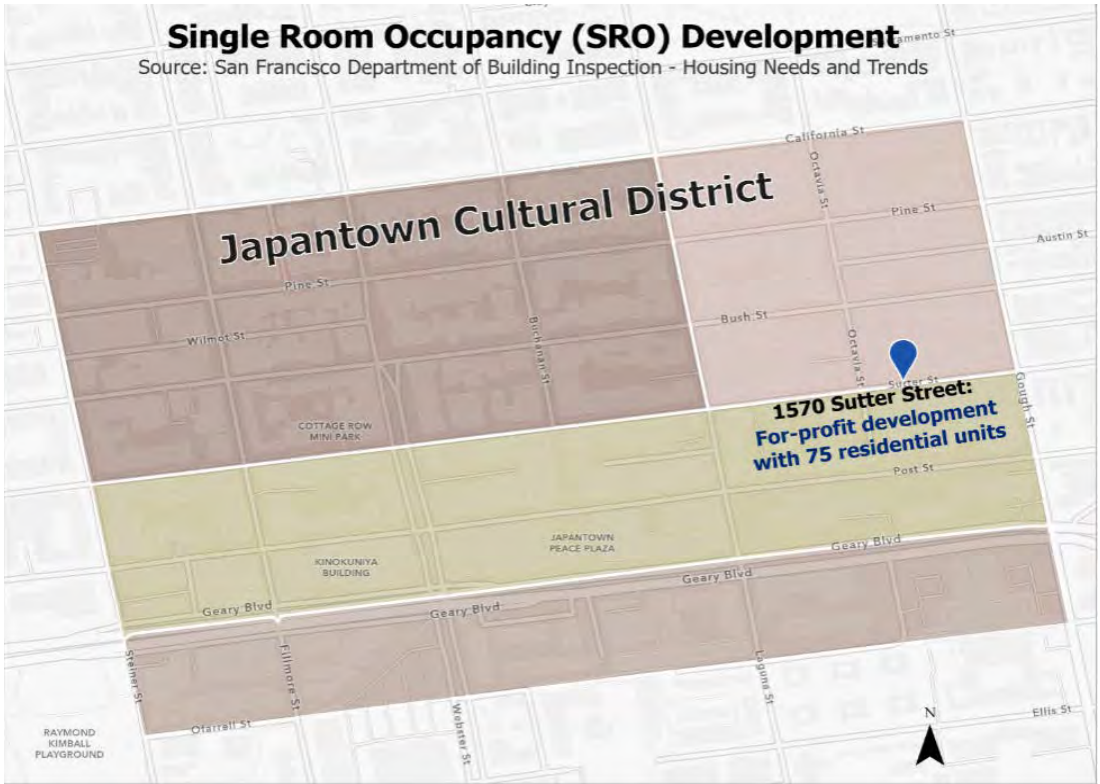 Single Room Occupancy (SRO) Development
Source: San Francisco Department of Building Inspection - Housing Needs and Trends
California St
Japantown Cultural District
Octavia St
Pine St
Austin St
Pine St
Bush St
Wilmot St
Buchanan St
Octavia St
Sutter St
Gough St
1570 Sutter Street:
For-profit development
with 75 residential units
COTTAGE ROW
MINI PARK
Post St
JAPANTOWN
PEACE PLAZA
Geary Blvd
KINOKUNIYA
BUILDING
Geary Blvd
Geary Blvd
Geary Blvd
Steiner St
Fillmore St
Laguna St
Webster St
Ofarrell St
N
Ellis St
RAYMOND
KIMBALL
PLAYGROUND